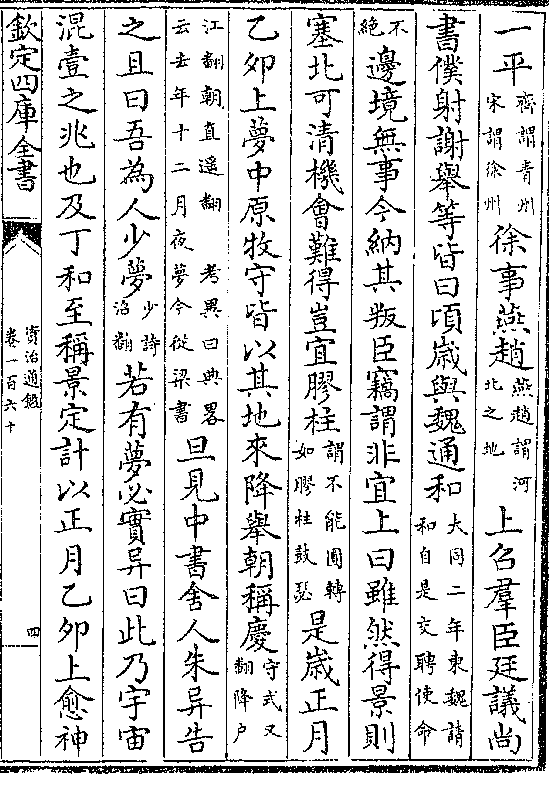 一平齊謂青州宋謂徐州徐事燕趙燕趙謂河北之地上召羣臣廷議尚
書僕射謝舉等皆曰頃歳與魏通和大同二年東魏請和自是交聘使命
不絶邊境無事今納其叛臣竊謂非宜上曰雖然得景則
塞北可清機會難得豈宜膠柱謂不能圓轉如膠柱鼓瑟是歳正月
乙夘上夢中原牧守皆以其地來降舉朝稱慶守式又翻降户
江翻朝直遥翻考異曰典畧云去年十二月夜夢今從梁書旦見中書舍人朱异告
之且曰吾為人少夢少詩沼翻若有夢必實异曰此乃宇宙
混壹之兆也及丁和至稱景定計以正月乙夘上愈神
欽定四庫全書
資治通鑑
卷一百六十
四